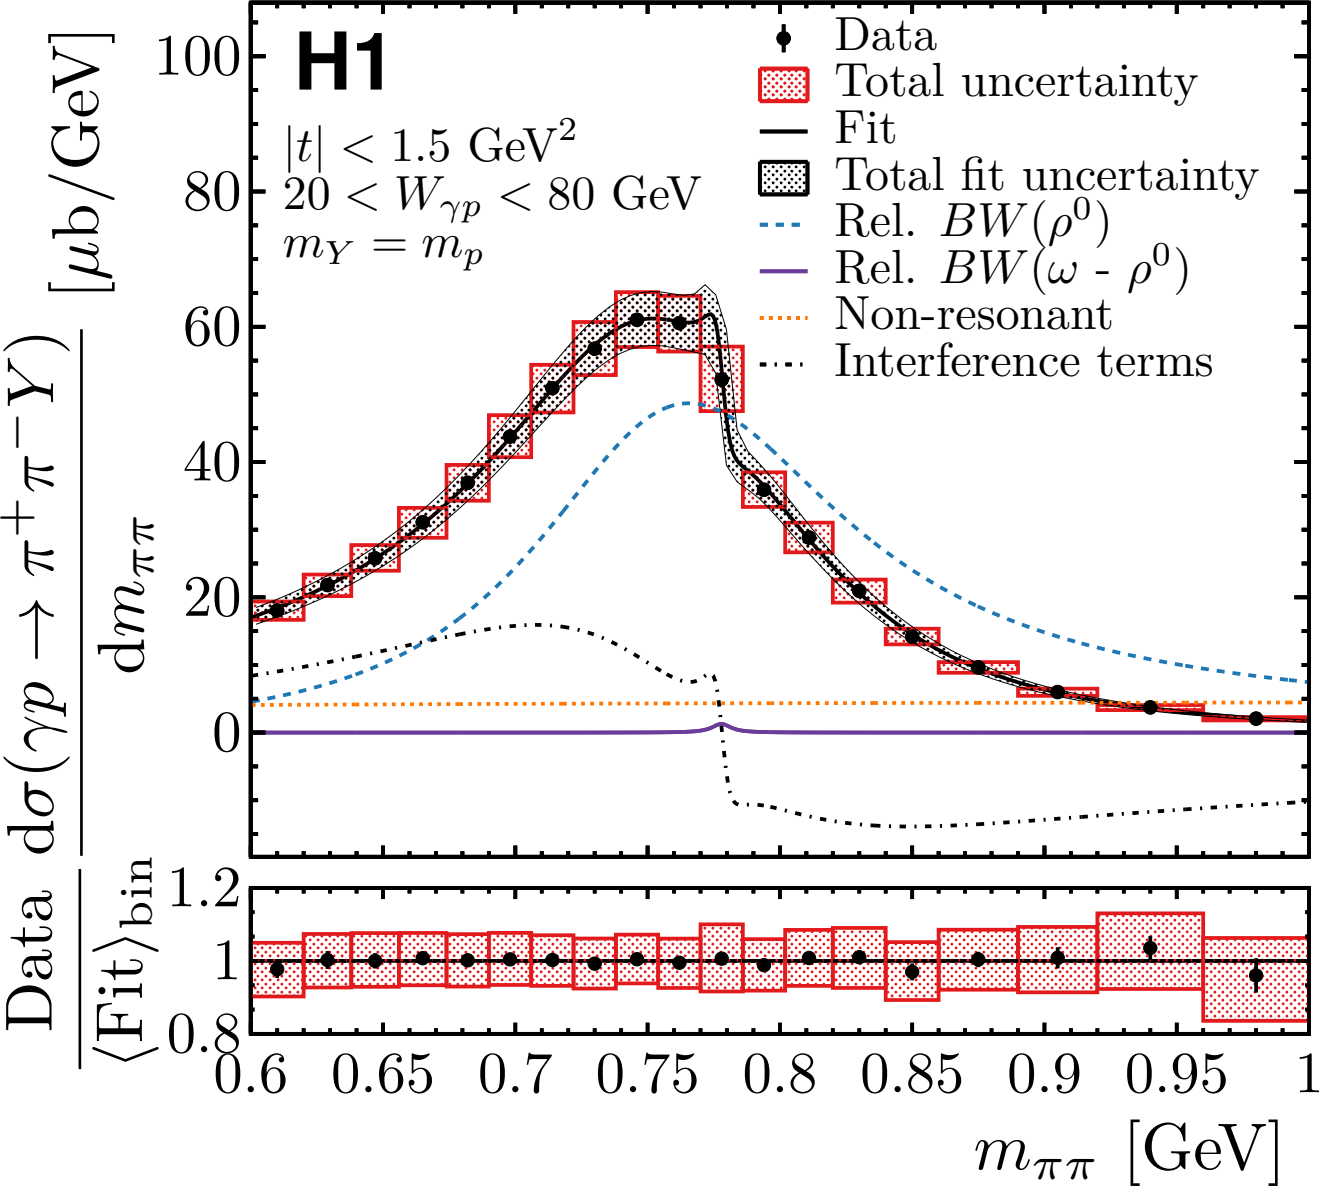 H1
|t| < 1.5 GeV²
20 < W_γp < 80 GeV
m_Y = m_p
Data
Total uncertainty
Fit
Total fit uncertainty
Rel. BW(ρ⁰)
Rel. BW(ω - ρ⁰)
Non-resonant
Interference terms
dσ(γp → π⁺π⁻Y)
dm_ππ
[μb/GeV]
100
80
60
40
20
0
Data
⟨Fit⟩_bin
1.2
1
0.8
0.6 0.65 0.7 0.75 0.8 0.85 0.9 0.95 1
m_ππ [GeV]